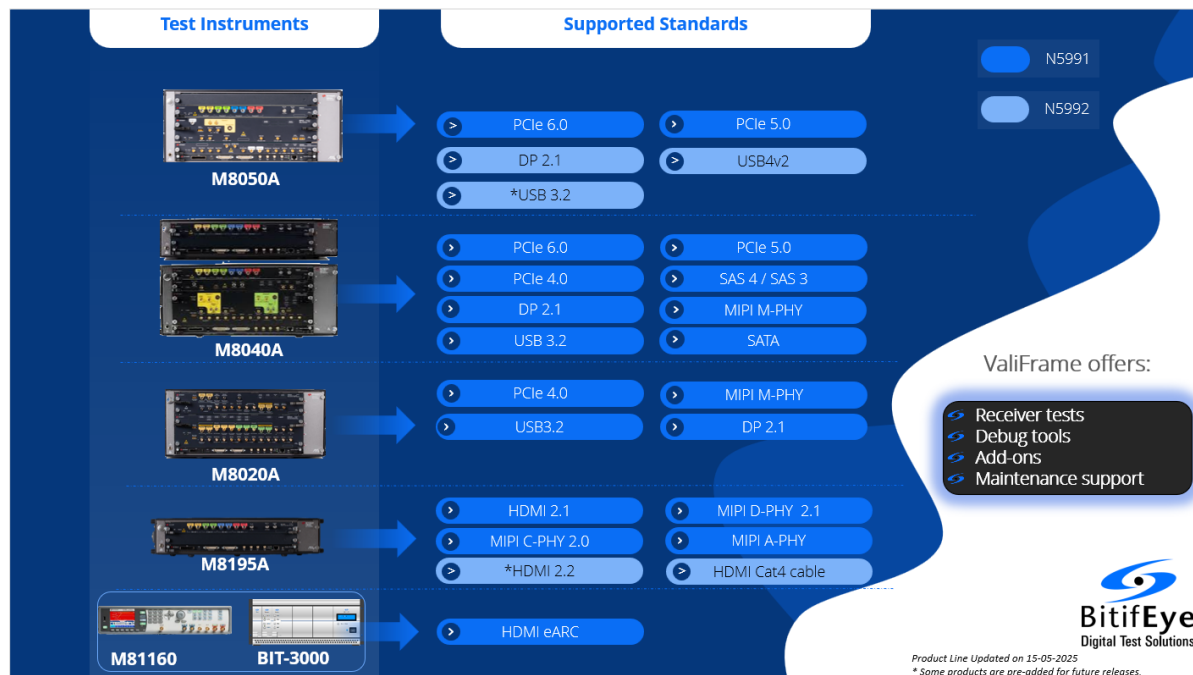 Test Instruments
Supported Standards
N5991
N5992
M8050A
PCIe 6.0
PCIe 5.0
DP 2.1
USB4v2
*USB 3.2
M8040A
PCIe 6.0
PCIe 5.0
PCIe 4.0
SAS 4 / SAS 3
DP 2.1
MIPI M-PHY
USB 3.2
SATA
M8020A
PCIe 4.0
MIPI M-PHY
USB3.2
DP 2.1
M8195A
HDMI 2.1
MIPI D-PHY 2.1
MIPI C-PHY 2.0
MIPI A-PHY
*HDMI 2.2
HDMI Cat4 cable
M81160
BIT-3000
HDMI eARC
ValiFrame offers:
Receiver tests
Debug tools
Add-ons
Maintenance support
BitifEye
Digital Test Solutions
Product Line Updated on 15-05-2025
* Some products are pre-added for future releases.